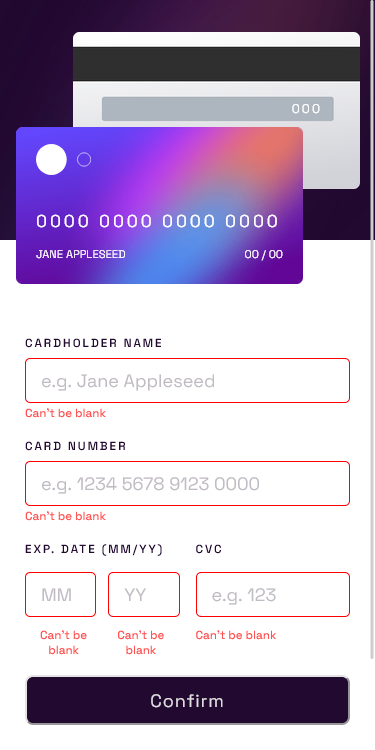 000
0000 0000 0000 0000
JANE APPLESEED 00/00
CARDHOLDER NAME
e.g. Jane Appleseed
Can't be blank
CARD NUMBER
e.g. 1234 5678 9123 0000
Can't be blank
EXP. DATE (MM/YY) CVC
MM YY e.g. 123
Can't be blank Can't be blank Can't be blank
Confirm